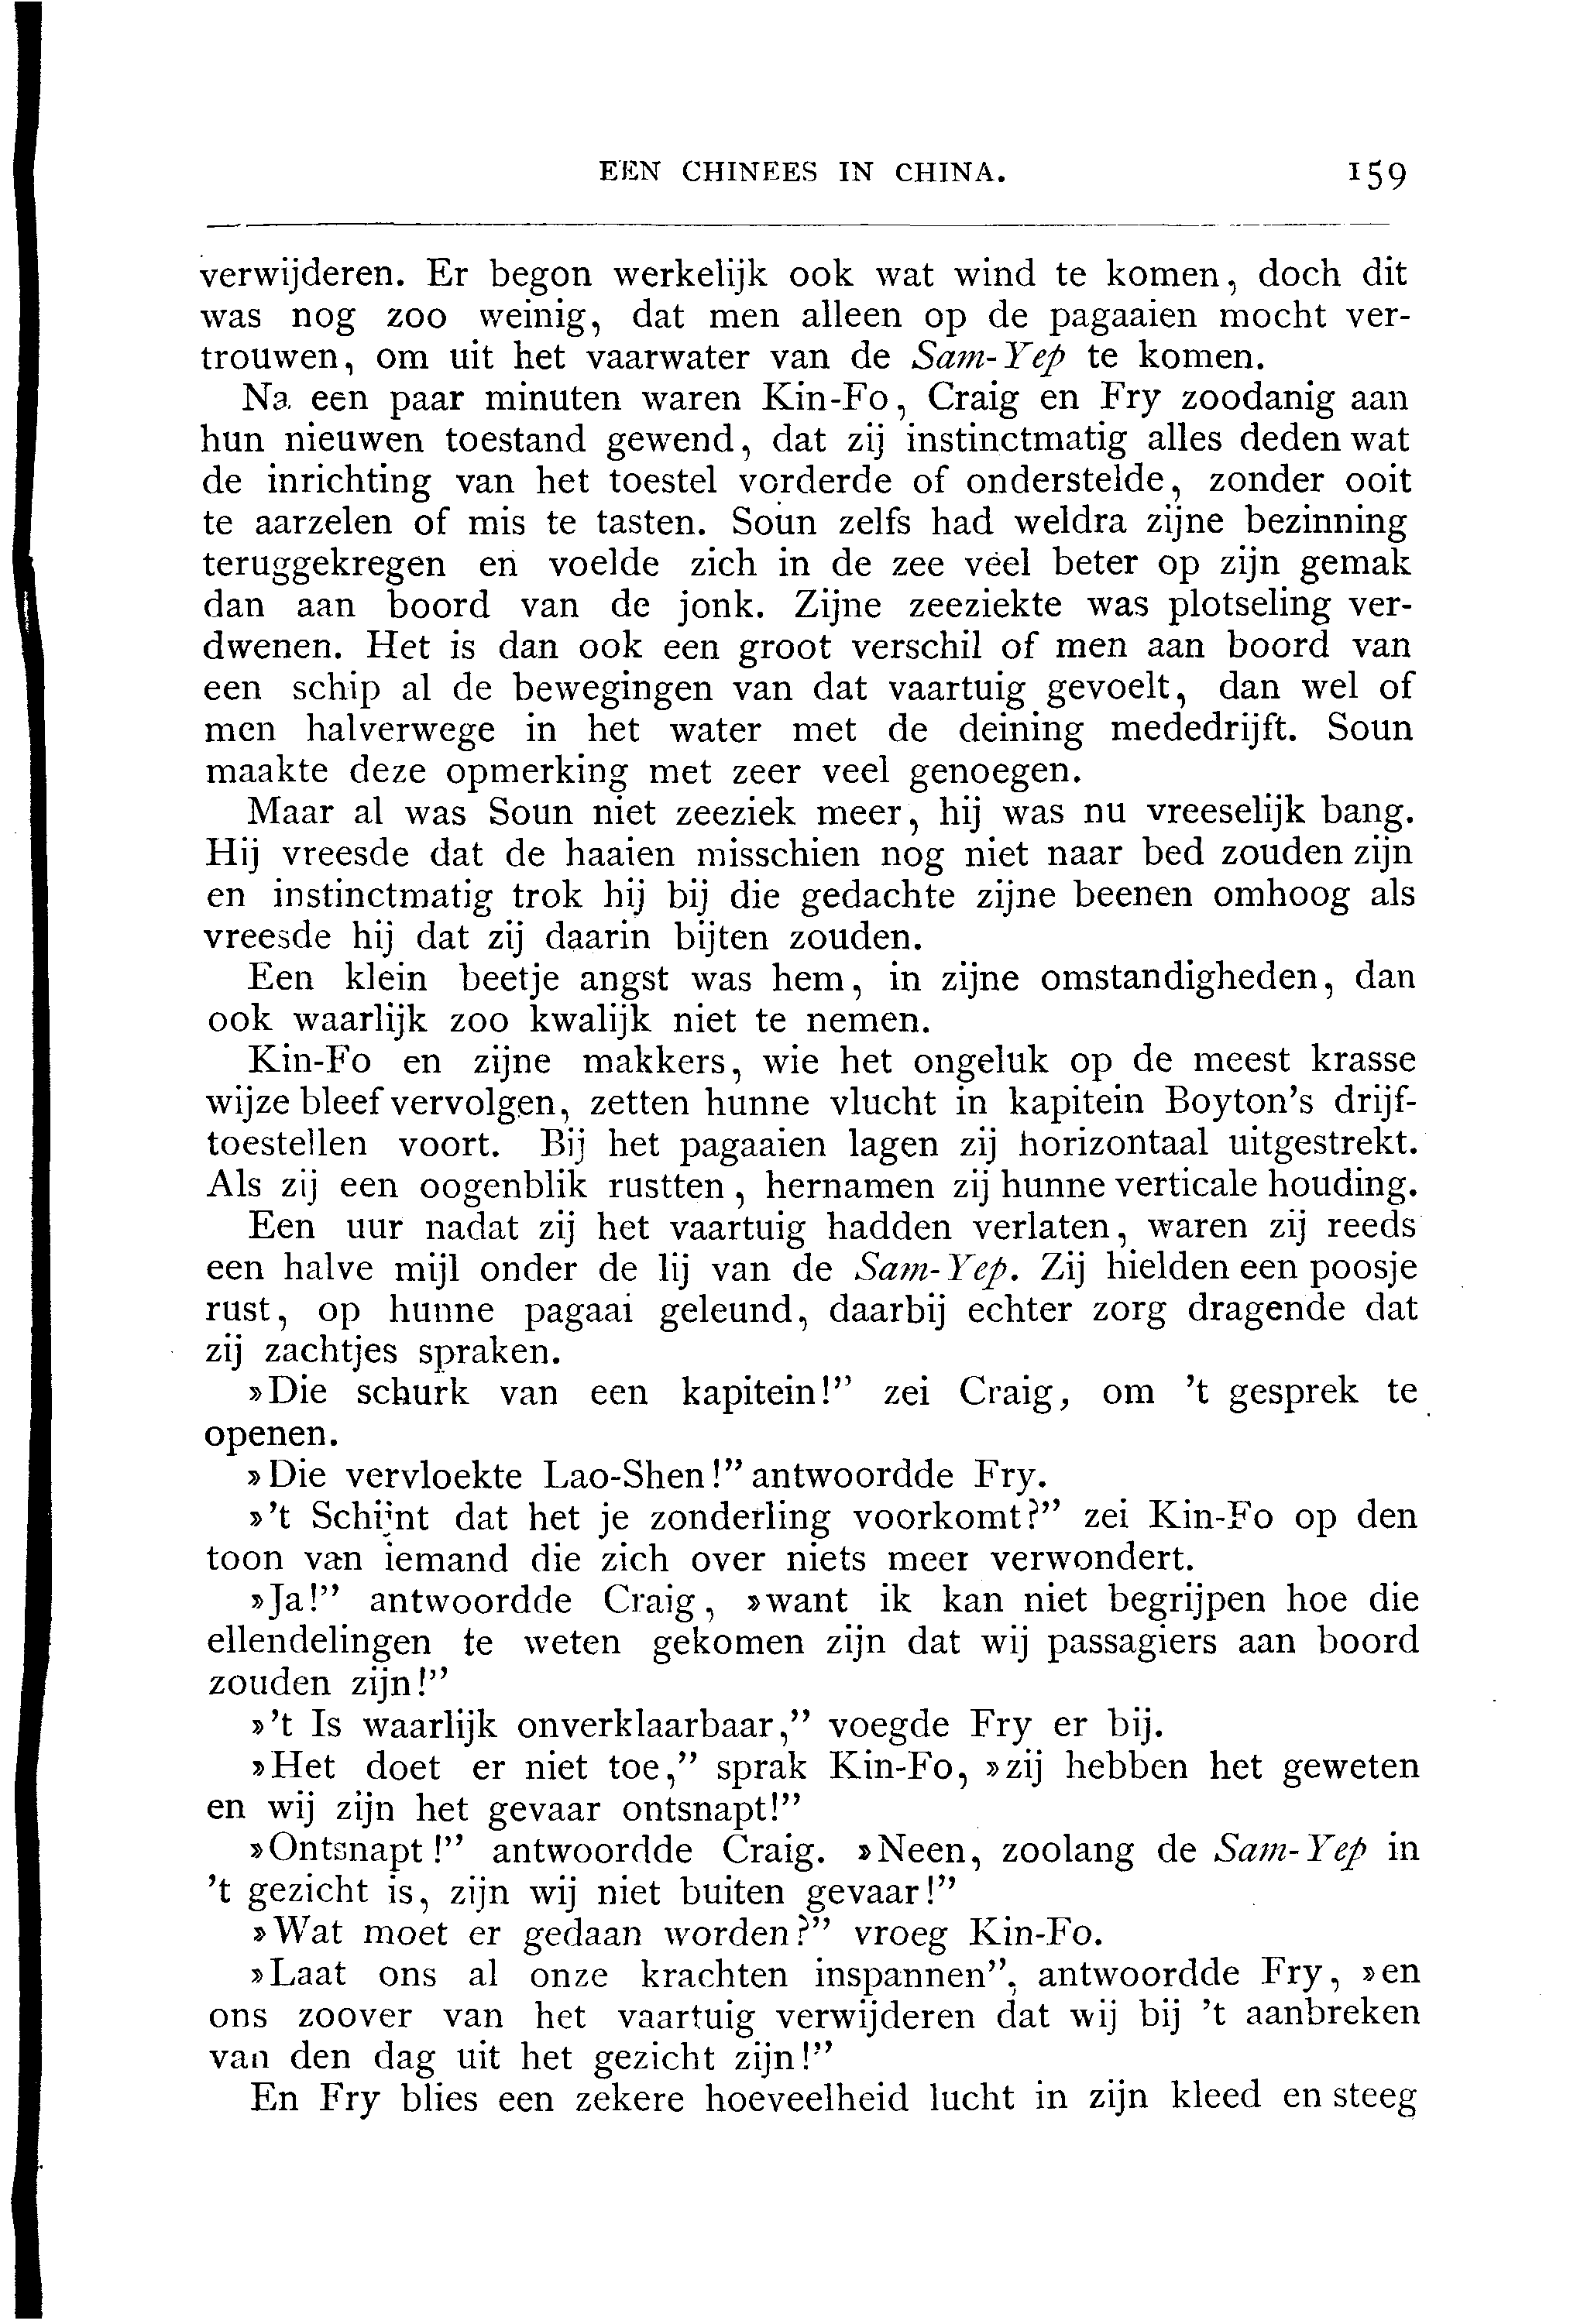 EEN CHINEES IN CHINA. 159
verwijderen. Er begon werkelijk ook wat wind te komen, doch dit
was nog zoo weinig, dat men alleen op de pagaaien mocht ver-
trouwen, om uit het vaarwater van de Sam-Yep te komen.
Na een paar minuten waren Kin-Fo, Craig en Fry zoodanig aan
hun nieuwen toestand gewend, dat zij instinctmatig alles deden wat
de inrichting van het toestel vorderde of onderstelde, zonder ooit
te aarzelen of mis te tasten. Soun zelfs had weldra zijne bezinning
teruggekregen en voelde zich in de zee veel beter op zijn gemak
dan aan boord van de jonk. Zijne zeeziekte was plotseling ver-
dwenen. Het is dan ook een groot verschil of men aan boord van
een schip al de bewegingen van dat vaartuig gevoelt, dan wel of
men halverwege in het water met de deining mededrijft. Soun
maakte deze opmerking met zeer veel genoegen.
Maar al was Soun niet zeeziek meer, hij was nu vreeselijk bang.
Hij vreesde dat de haaien misschien nog niet naar bed zouden zijn
en instinctmatig trok hij bij die gedachte zijne beenen omhoog als
vreesde hij dat zij daarin bijten zouden.
Een klein beetje angst was hem, in zijne omstandigheden, dan
ook waarlijk zoo kwalijk niet te nemen.
Kin-Fo en zijne makkers, wie het ongeluk op de meest krasse
wijze bleef vervolgen, zetten hunne vlucht in kapitein Boyton's drijf-
toestellen voort. Bij het pagaaien lagen zij horizontaal uitgestrekt.
Als zij een oogenblik rustten, hernamen zij hunne verticale houding.
Een uur nadat zij het vaartuig hadden verlaten, waren zij reeds
een halve mijl onder de lij van de Sam-Yep. Zij hielden een poosje
rust, op hunne pagaai geleund, daarbij echter zorg dragende dat
zij zachtjes spraken.
»Die schurk van een kapitein!” zei Craig, om 't gesprek te
openen.
»Die vervloekte Lao-Shen!” antwoordde Fry.
»'t Schijnt dat het je zonderling voorkomt?” zei Kin-Fo op den
toon van iemand die zich over niets meer verwondert.
»Ja!” antwoordde Craig, »want ik kan niet begrijpen hoe die
ellendelingen te weten gekomen zijn dat wij passagiers aan boord
zouden zijn!”
»'t Is waarlijk onverklaarbaar,” voegde Fry er bij.
»Het doet er niet toe,” sprak Kin-Fo, »zij hebben het geweten
en wij zijn het gevaar ontsnapt!”
»Ontsnapt!” antwoordde Craig. »Neen, zoolang de Sam-Yep in
't gezicht is, zijn wij niet buiten gevaar!”
»Wat moet er gedaan worden?” vroeg Kin-Fo.
»Laat ons al onze krachten inspannen”, antwoordde Fry, »en
ons zoover van het vaartuig verwijderen dat wij bij 't aanbreken
van den dag uit het gezicht zijn!”
En Fry blies een zekere hoeveelheid lucht in zijn kleed en steeg